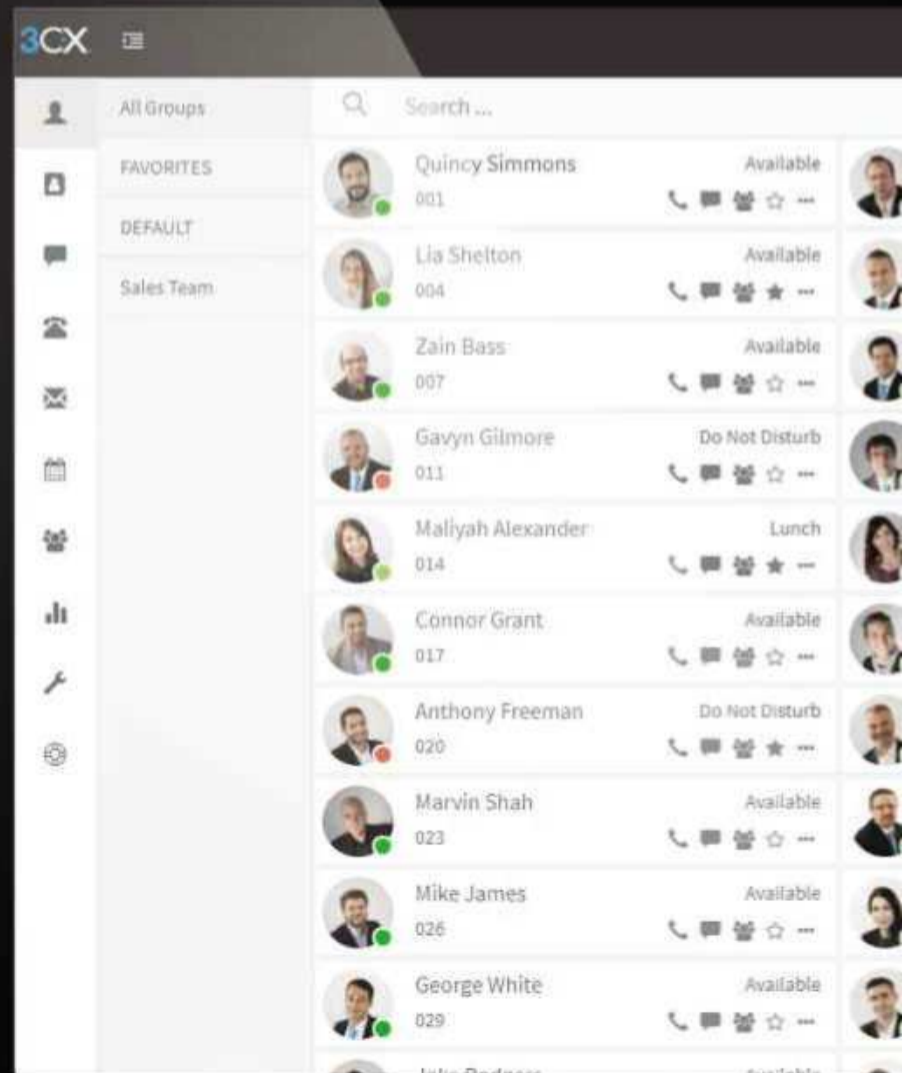 3CX
All Groups
FAVORITES
DEFAULT
Sales Team
Search ...
Quincy Simmons
Available
001
Lia Shelton
Available
004
Zain Bass
Available
007
Gavyn Gilmore
Do Not Disturb
011
Maliyah Alexander
Lunch
014
Connor Grant
Available
017
Anthony Freeman
Do Not Disturb
020
Marvin Shah
Available
023
Mike James
Available
026
George White
Available
029